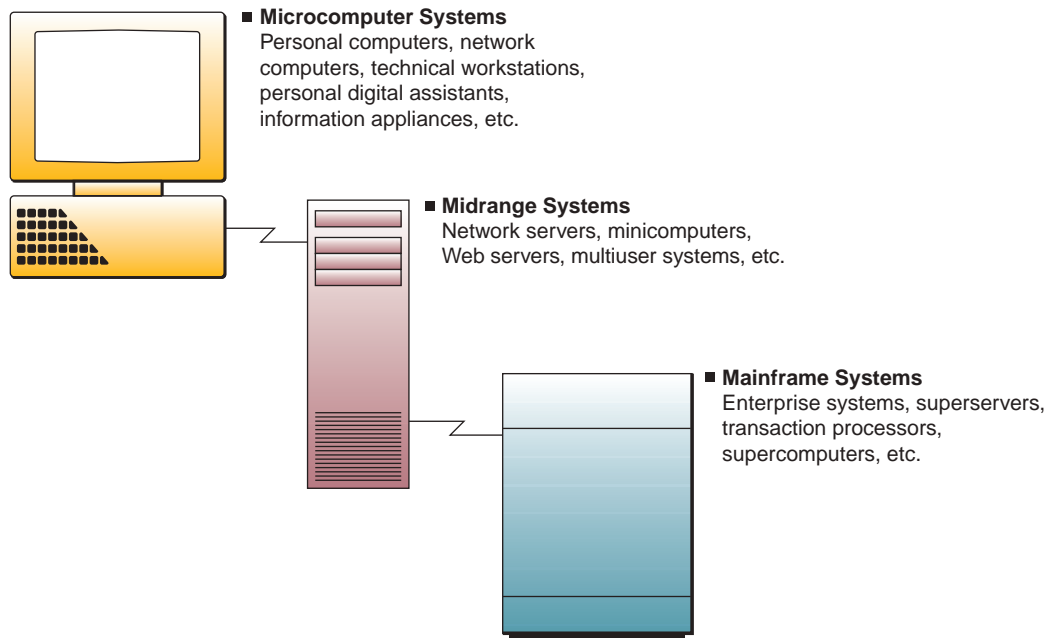 Microcomputer Systems
Personal computers, network
computers, technical workstations,
personal digital assistants,
information appliances, etc.
Midrange Systems
Network servers, minicomputers,
Web servers, multiuser systems, etc.
Mainframe Systems
Enterprise systems, superservers,
transaction processors,
supercomputers, etc.